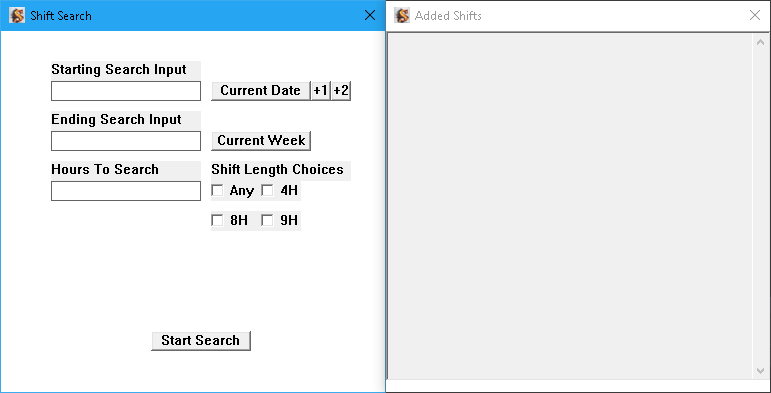 Shift Search
Added Shifts
Starting Search Input
Current Date +1 +2
Ending Search Input
Current Week
Hours To Search
Shift Length Choices
Any 4H
8H 9H
Start Search